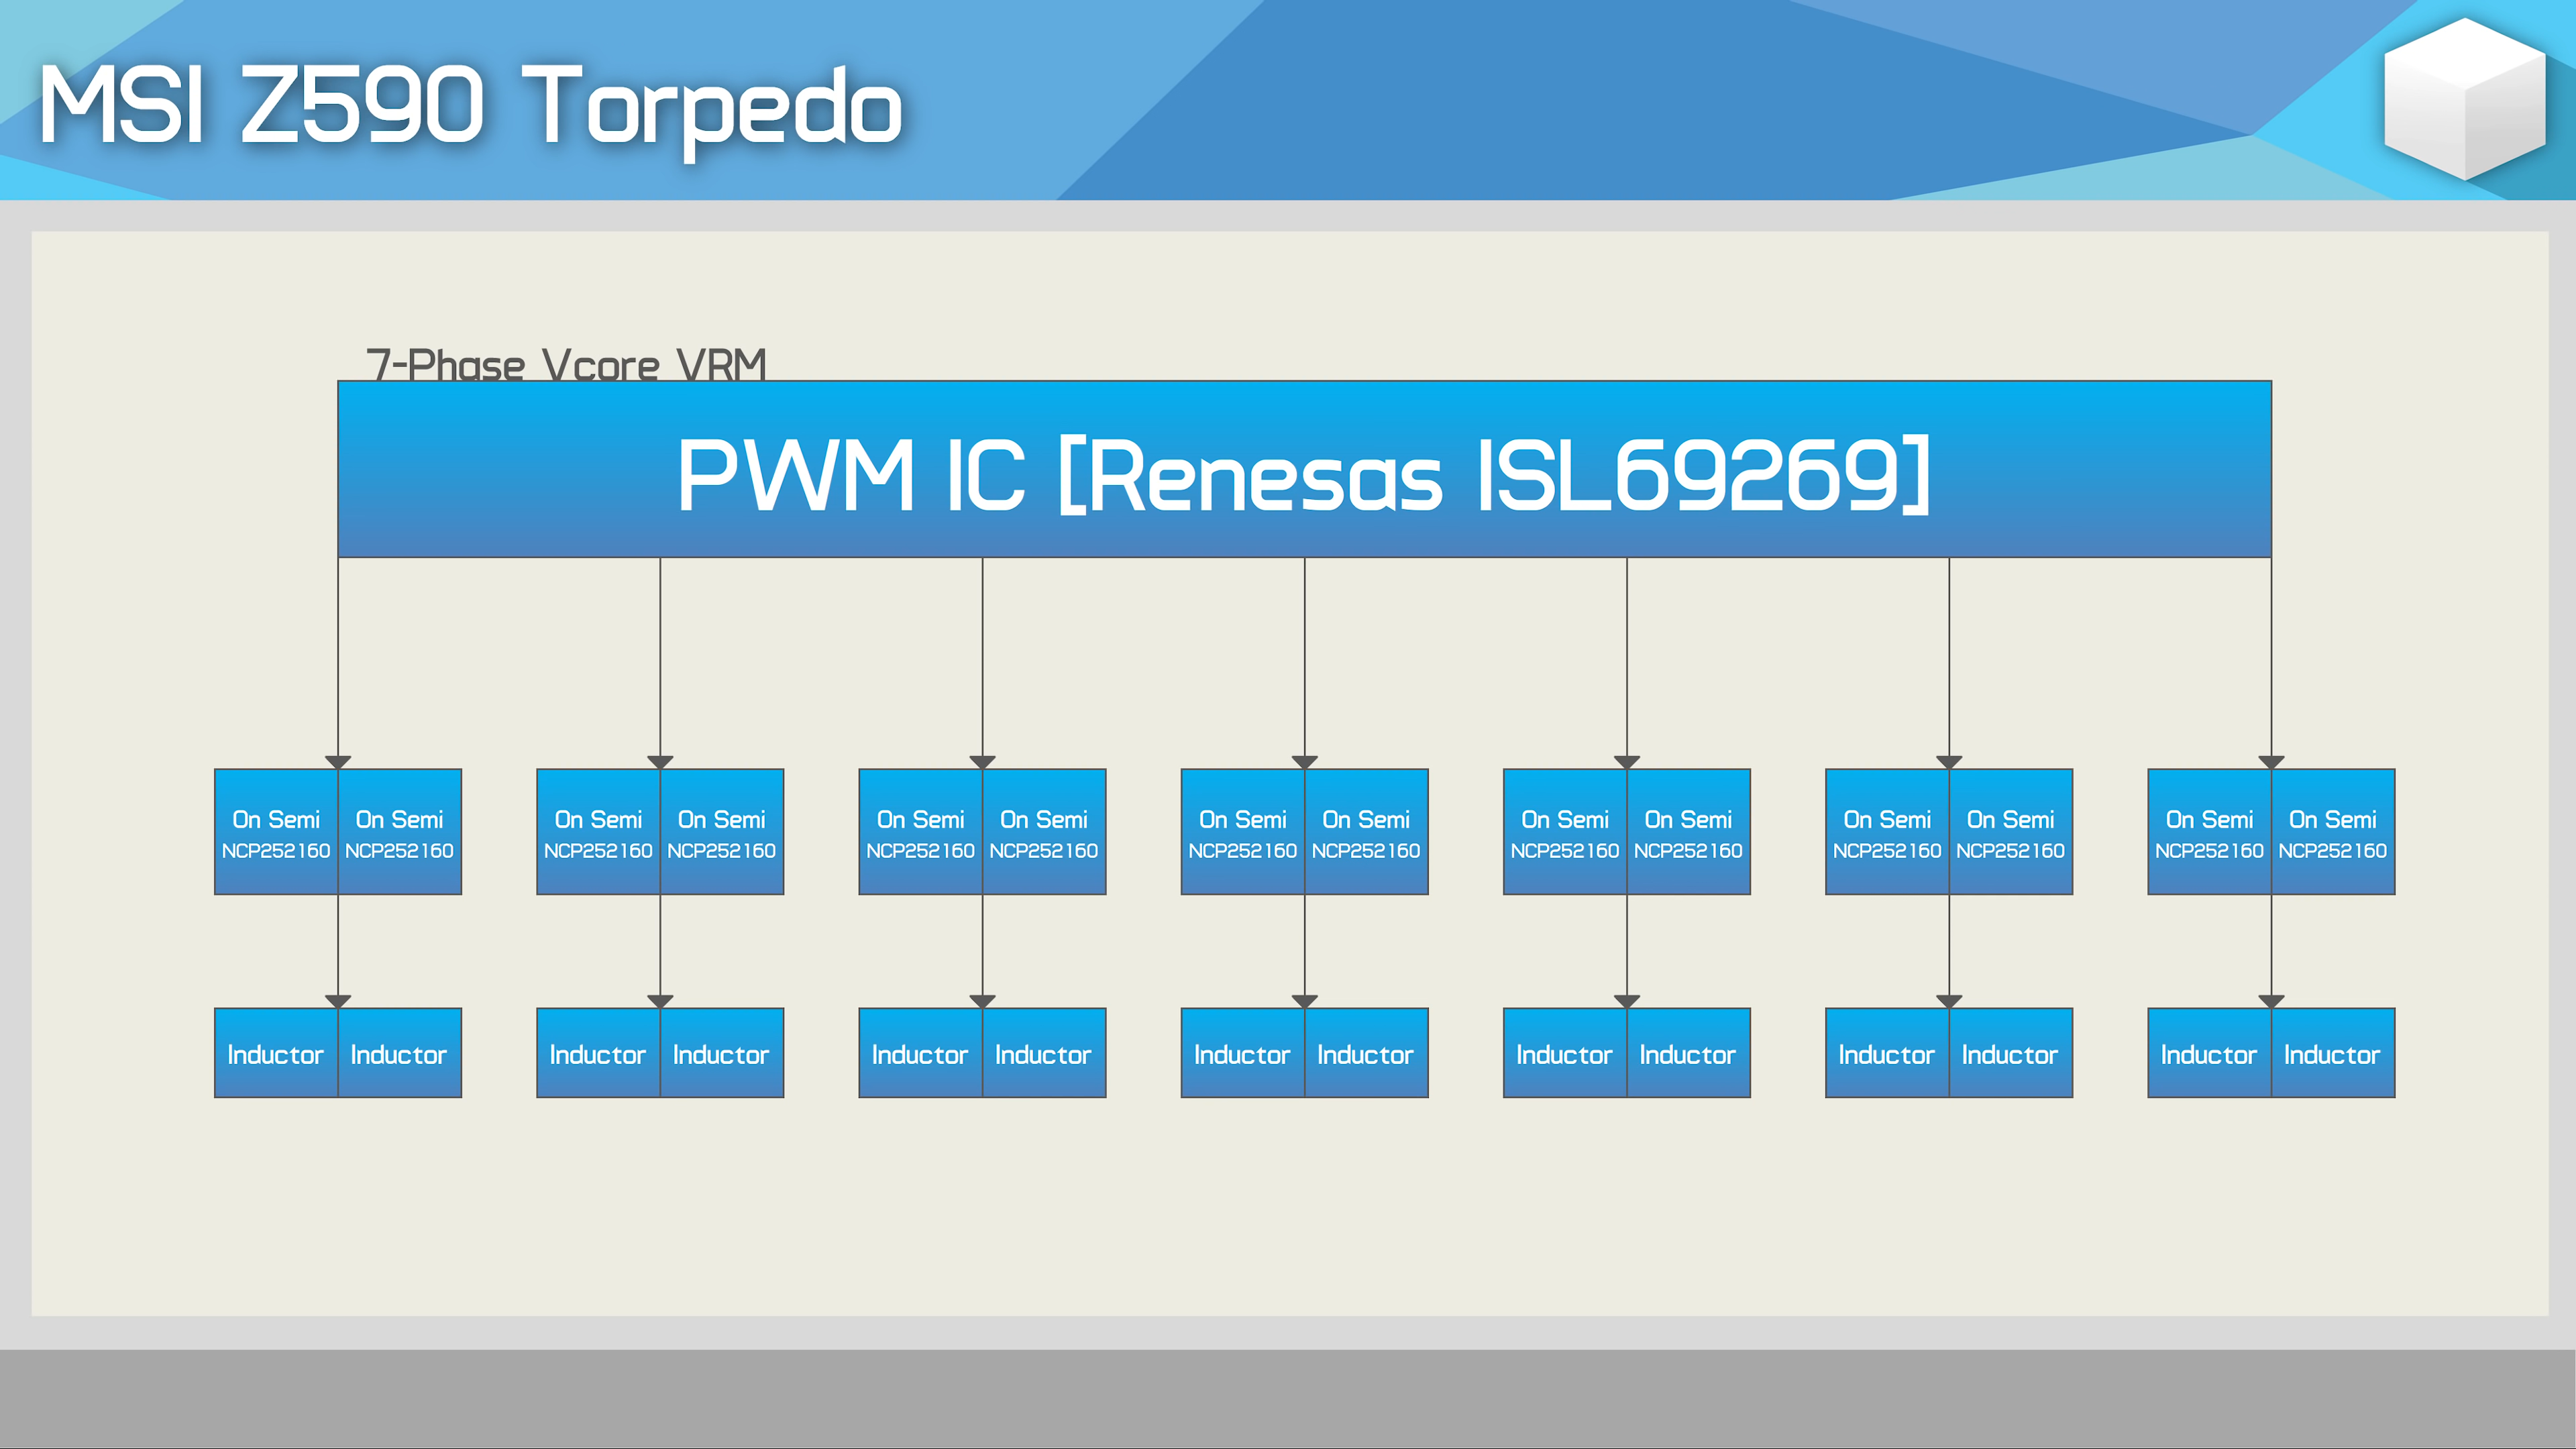 MSI Z590 Torpedo
7-Phase Vcore VRM
PWM IC [Renesas ISL69269]
On Semi On Semi On Semi On Semi On Semi On Semi On Semi On Semi On Semi On Semi On Semi On Semi On Semi On Semi
NCP252160 NCP252160 NCP252160 NCP252160 NCP252160 NCP252160 NCP252160 NCP252160 NCP252160 NCP252160 NCP252160 NCP252160 NCP252160 NCP252160
Inductor Inductor Inductor Inductor Inductor Inductor Inductor Inductor Inductor Inductor Inductor Inductor Inductor Inductor